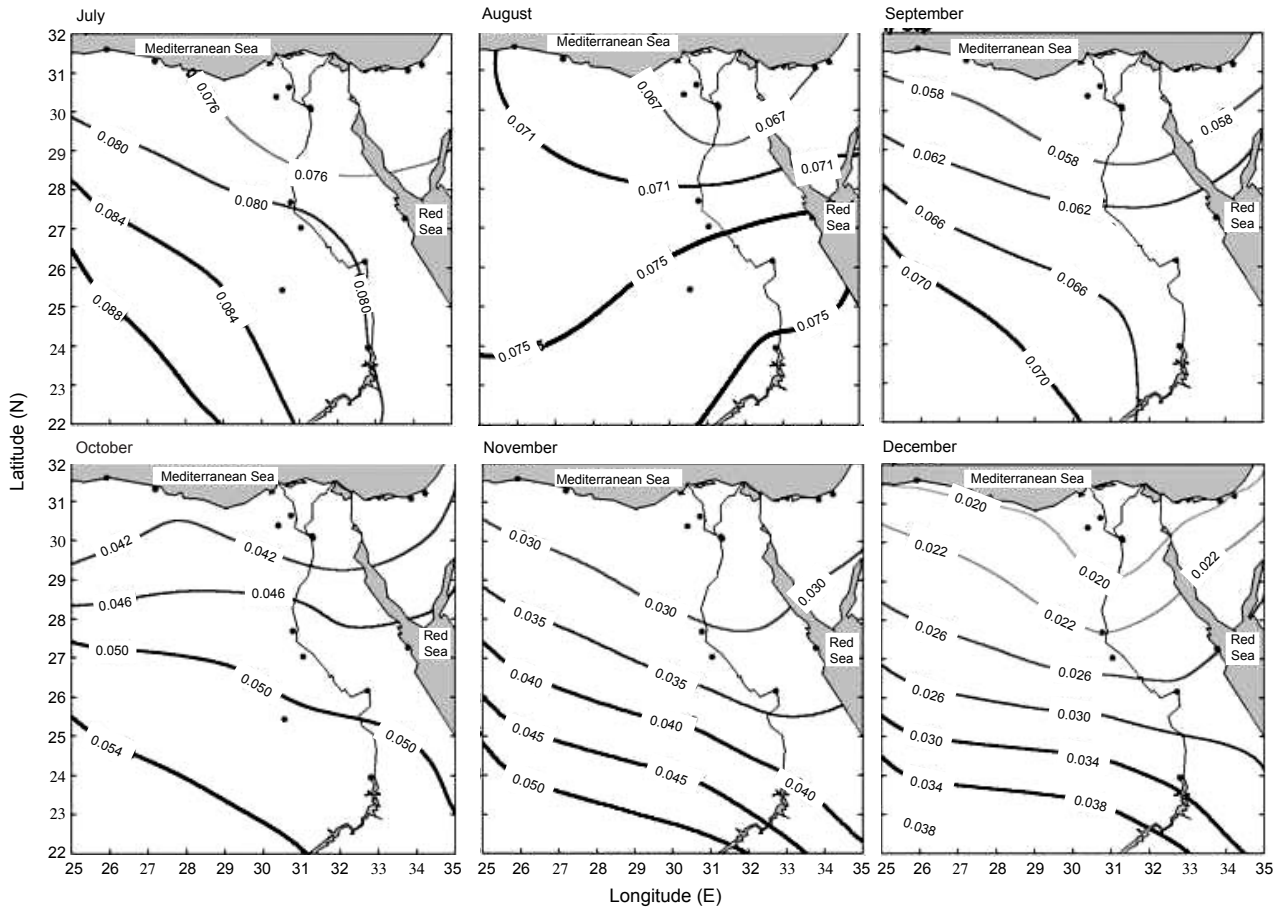 July
August
September
32
31
30
29
28
27
26
25
24
23
22
Mediterranean Sea
0.076
0.076
0.080
0.080
0.080
0.084
0.084
0.088
Red
Sea
Mediterranean Sea
0.067
0.067
0.071
0.071
0.071
0.075
0.075
0.075
Red
Sea
Mediterranean Sea
0.058
0.058
0.058
0.062
0.062
0.066
0.066
0.070
0.070
Red
Sea
Latitude (N)
October
November
December
32
31
30
29
28
27
26
25
24
23
22
Mediterranean Sea
0.042
0.042
0.046
0.046
0.050
0.050
0.050
0.054
Red
Sea
25 26 27 28 29 30 31 32 33 34 35
Mediterranean Sea
0.030
0.030
0.030
0.035
0.035
0.040
0.040
0.040
0.045
0.045
0.050
Red
Sea
25 26 27 28 29 30 31 32 33 34 35
Mediterranean Sea
0.020
0.020
0.022
0.022
0.022
0.026
0.026
0.026
0.030
0.030
0.034
0.034
0.038
0.038
Red
Sea
25 26 27 28 29 30 31 32 33 34 35
Longitude (E)